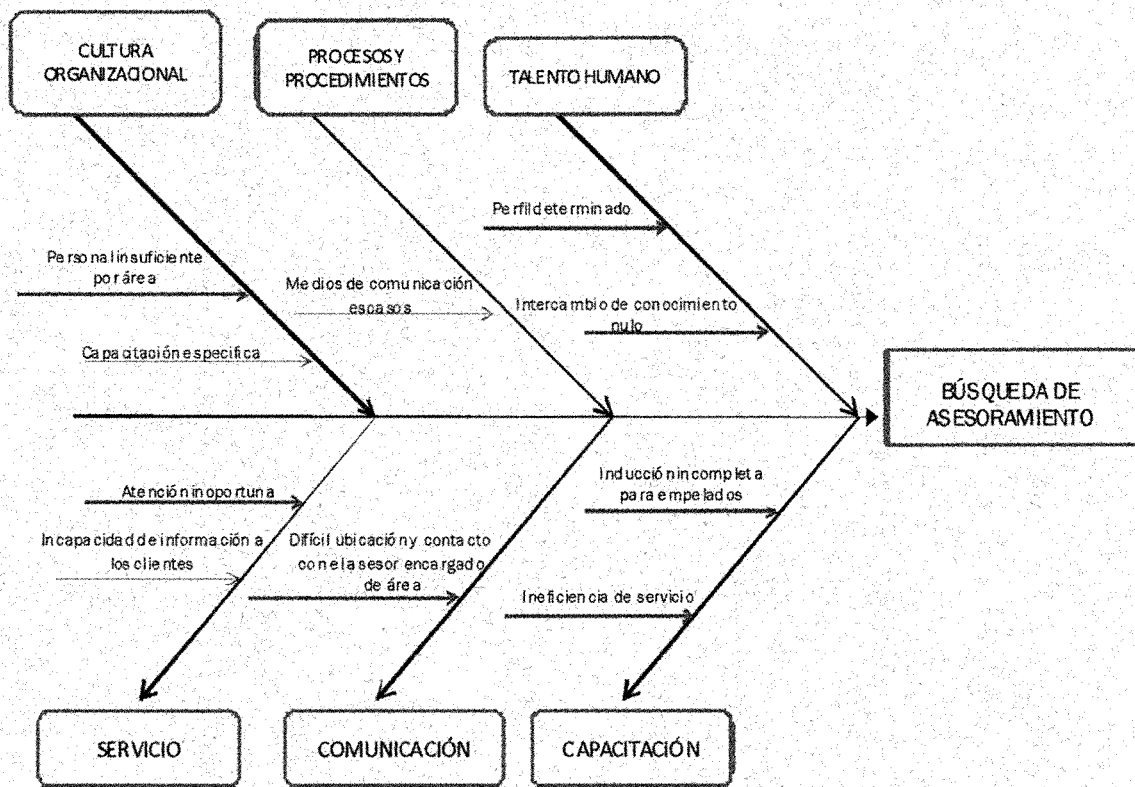 CULTURA
ORGANIZACIONAL
PROCESOS Y
PROCEDIMIENTOS
TALENTO HUMANO
Perfil determinado
Personal insuficiente
por área
Medios de comunicación
escasos
Intercambio de conocimiento
nulo
Capacitación especifica
BÚSQUEDA DE
ASESORAMIENTO
Atención inoportuna
Inducción incompleta
para empelados
Incapacidad de información a
los clientes
Difícil ubicación y contacto
con el asesor encargado
de área
Ineficiencia de servicio
SERVICIO
COMUNICACIÓN
CAPACITACIÓN